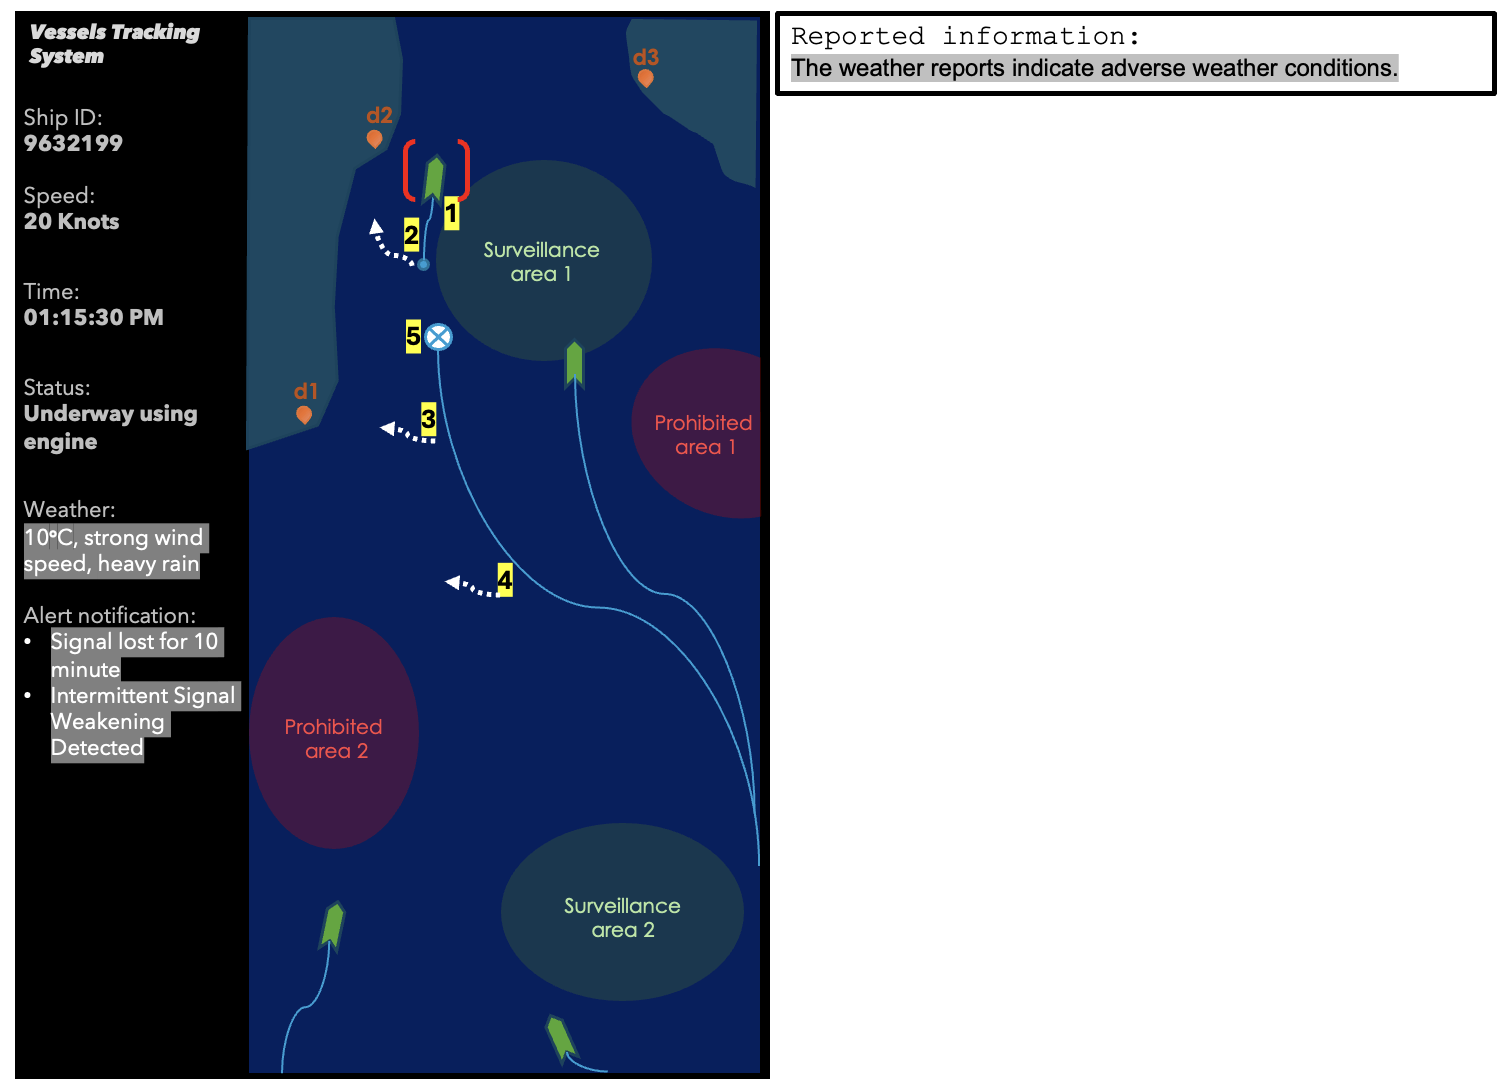 Vessels Tracking
System
Ship ID:
9632199
Speed:
20 Knots
Time:
01:15:30 PM
Status:
Underway using
engine
Weather:
10°C, strong wind
speed, heavy rain
Alert notification:
• Signal lost for 10
minute
• Intermittent Signal
Weakening
Detected
d3
d2
1
2
Surveillance
area 1
5
d1
3
Prohibited
area 1
4
Prohibited
area 2
Surveillance
area 2
Reported information:
The weather reports indicate adverse weather conditions.